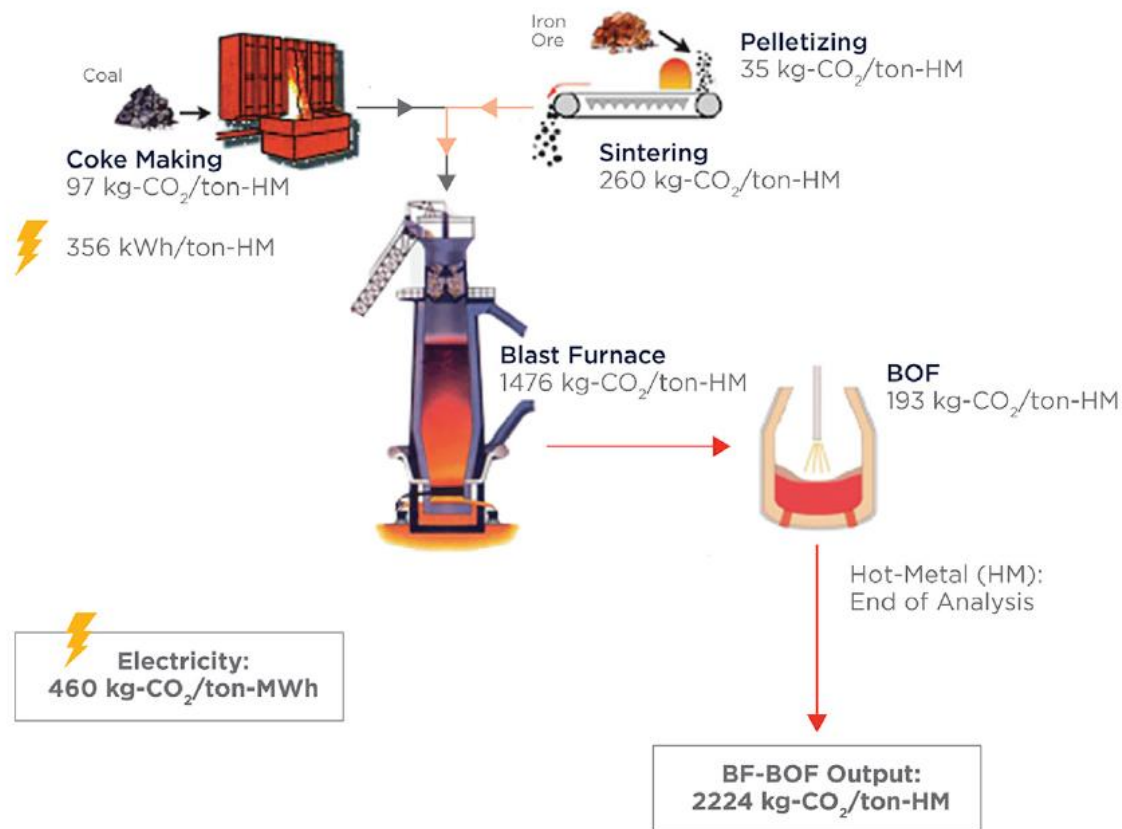 Coal
Coke Making
97 kg-CO₂/ton-HM
356 kWh/ton-HM
Iron
Ore
Pelletizing
35 kg-CO₂/ton-HM
Sintering
260 kg-CO₂/ton-HM
Blast Furnace
1476 kg-CO₂/ton-HM
BOF
193 kg-CO₂/ton-HM
Hot-Metal (HM):
End of Analysis
Electricity:
460 kg-CO₂/ton-MWh
BF-BOF Output:
2224 kg-CO₂/ton-HM